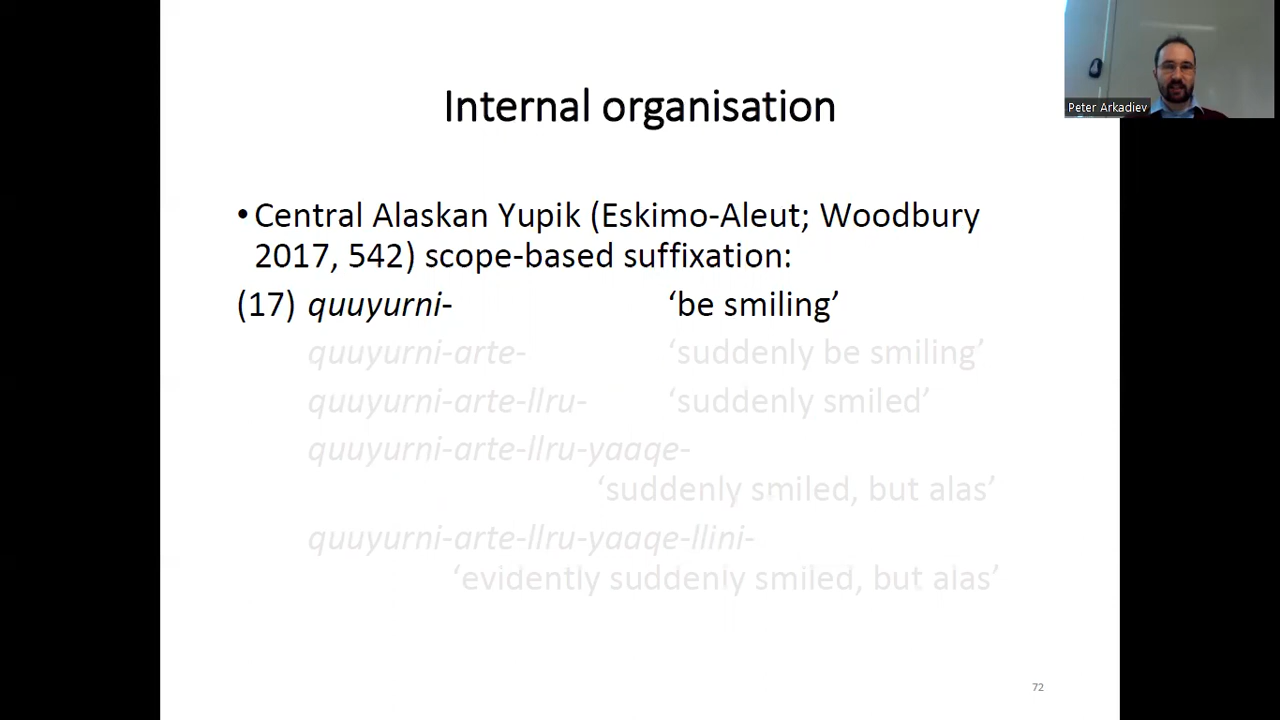 Internal organisation
Peter Arkadiev
• Central Alaskan Yupik (Eskimo-Aleut; Woodbury
2017, 542) scope-based suffixation:
(17) quuyurni- ‘be smiling’
quuyurni-arte- ‘suddenly be smiling’
quuyurni-arte-llru- ‘suddenly smiled’
quuyurni-arte-llru-yaaqe-
‘suddenly smiled, but alas’
quuyurni-arte-llru-yaaqe-llini-
‘evidently suddenly smiled, but alas’
72